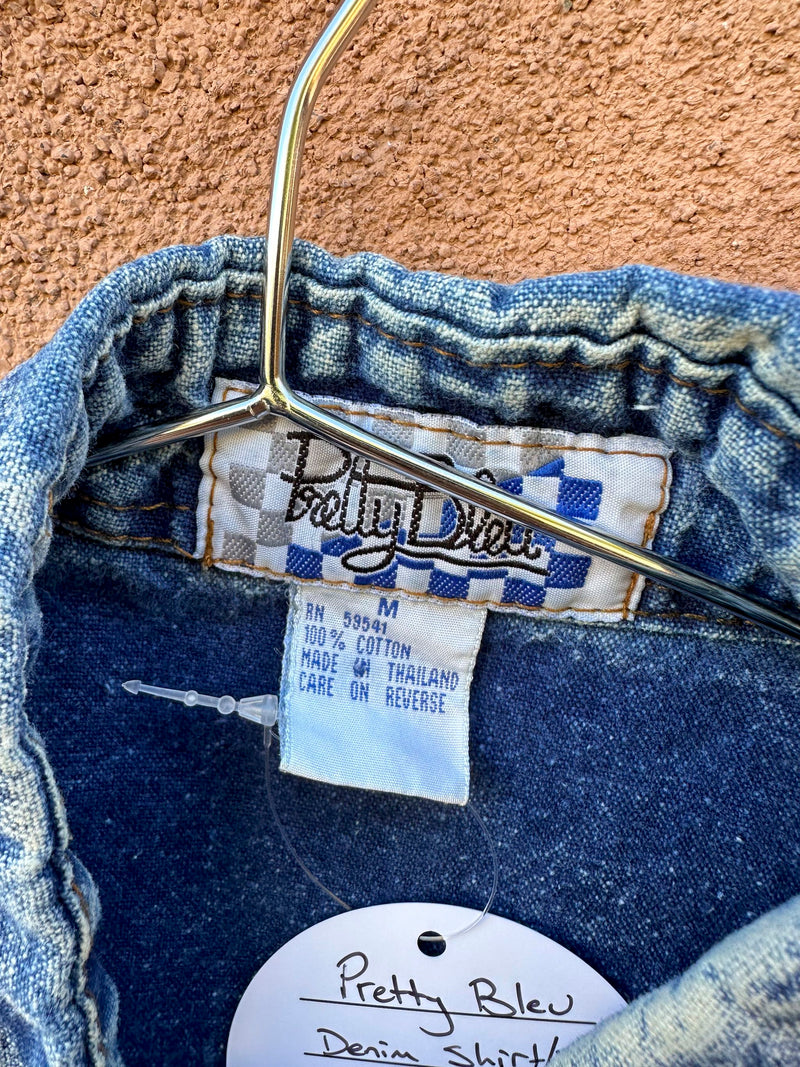 Pretty Bleu
M
RN 59541
100% COTTON
MADE IN THAILAND
CARE ON REVERSE
Pretty Bleu
Denim Shirt/